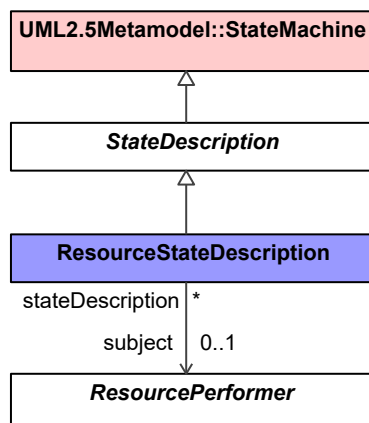 UML2.5Metamodel::StateMachine
StateDescription
ResourceStateDescription
stateDescription *
subject 0..1
ResourcePerformer